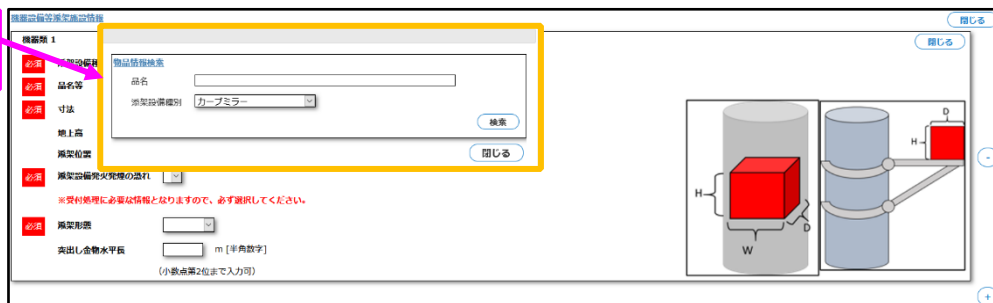 機器設備等添架施設情報
閉じる
機器類 1
閉じる
必須
物品情報検索
品名
必須 品名等
添架設備種別 カーブミラー
必須 寸法
検索
地上高
閉じる
添架位置
必須 添架設備発火発煙の恐れ
※受付処理に必要な情報となりますので、必ず選択してください。
必須 添架形態
突出し金物水平長 m [半角数字]
(小数点第2位まで入力可)
H
W
D
D
H
-
+